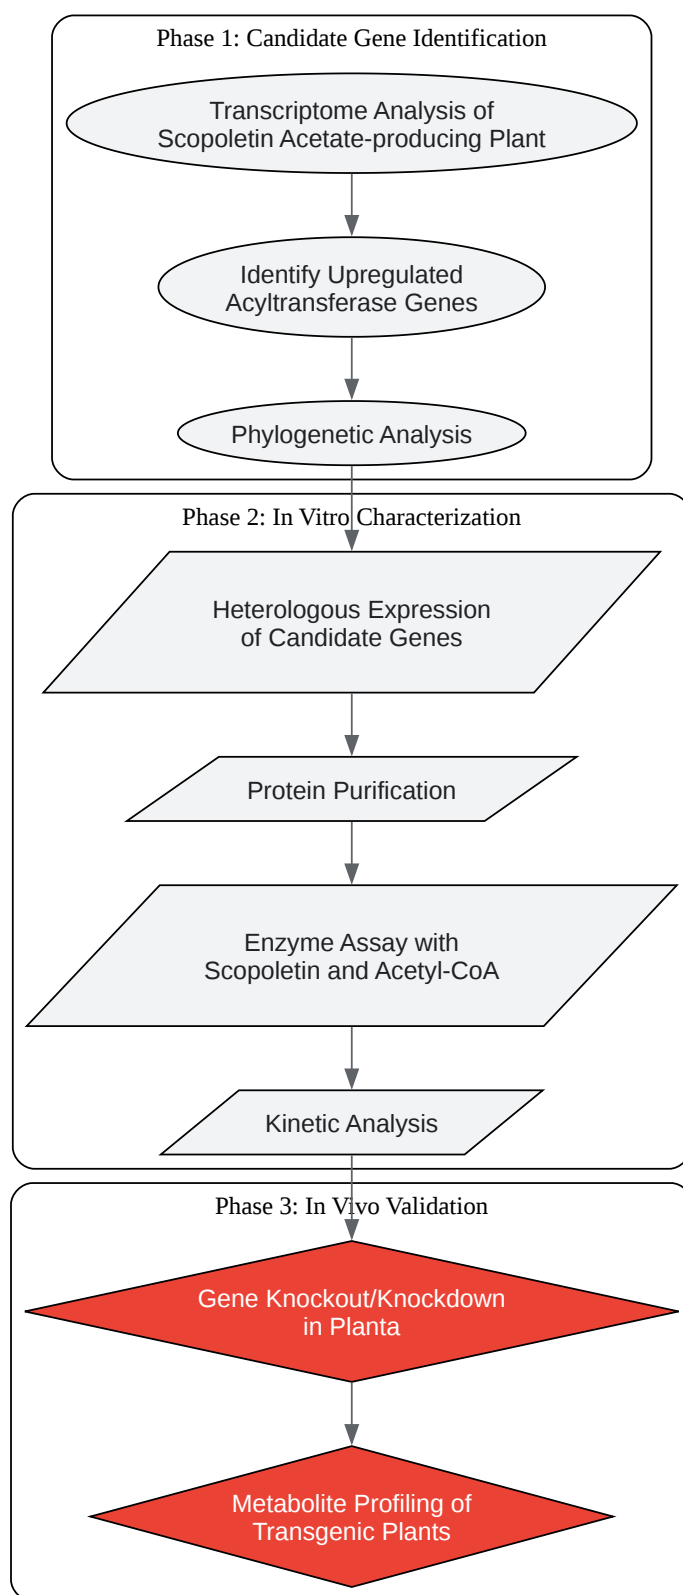 Phase 1: Candidate Gene Identification
Transcriptome Analysis of
Scopoletin Acetate-producing Plant
Identify Upregulated
Acyltransferase Genes
Phylogenetic Analysis
Phase 2: In Vitro Characterization
Heterologous Expression
of Candidate Genes
Protein Purification
Enzyme Assay with
Scopoletin and Acetyl-CoA
Kinetic Analysis
Phase 3: In Vivo Validation
Gene Knockout/Knockdown
in Planta
Metabolite Profiling of
Transgenic Plants